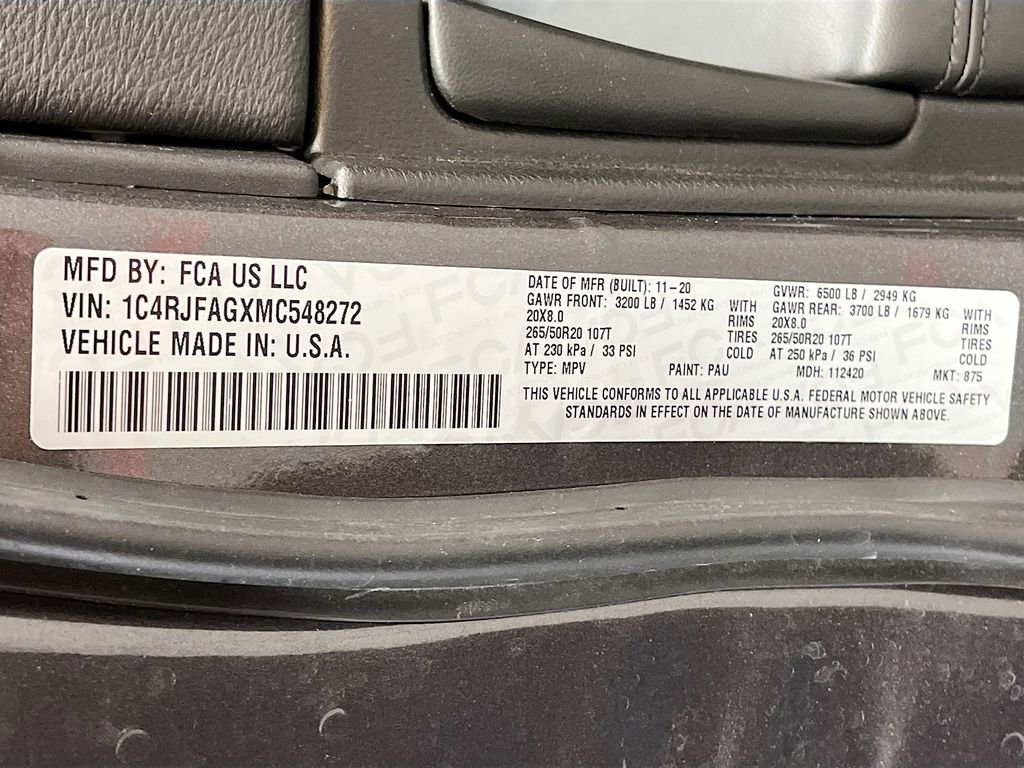 MFD BY: FCA US LLC
VIN: 1C4RJFAGXMC548272
VEHICLE MADE IN: U.S.A.
DATE OF MFR (BUILT): 11-20 GVWR: 6500 LB / 2949 KG
GAWR FRONT: 3200 LB / 1452 KG WITH GAWR REAR: 3700 LB / 1679 KG WITH
20X8.0 RIMS 20X8.0 RIMS
265/50R20 107T TIRES 265/50R20 107T TIRES
AT 230 kPa / 33 PSI COLD AT 250 kPa / 36 PSI COLD
TYPE: MPV PAINT: PAU MDH: 112420 MKT: 875
THIS VEHICLE CONFORMS TO ALL APPLICABLE U.S.A. FEDERAL MOTOR VEHICLE SAFETY
STANDARDS IN EFFECT ON THE DATE OF MANUFACTURE SHOWN ABOVE.